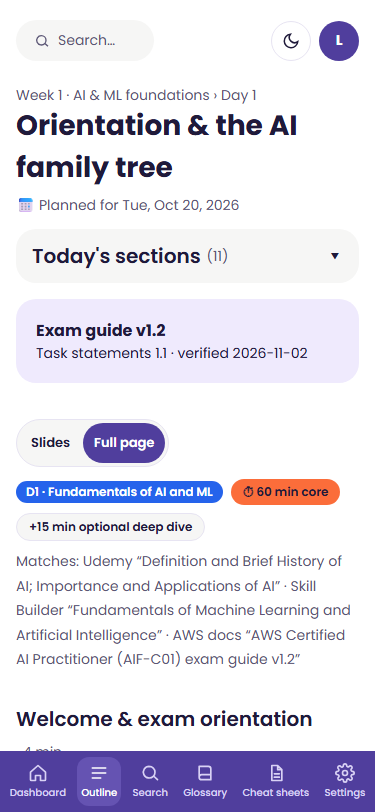 Search...
L
Week 1 · AI & ML foundations › Day 1
Orientation & the AI
family tree
Planned for Tue, Oct 20, 2026
Today's sections (11)
Exam guide v1.2
Task statements 1.1 · verified 2026-11-02
Slides
Full page
D1 · Fundamentals of AI and ML
60 min core
+15 min optional deep dive
Matches: Udemy “Definition and Brief History of
AI; Importance and Applications of AI” · Skill
Builder “Fundamentals of Machine Learning and
Artificial Intelligence” · AWS docs “AWS Certified
AI Practitioner (AIF-C01) exam guide v1.2”
Welcome & exam orientation
Dashboard
Outline
Search
Glossary
Cheat sheets
Settings